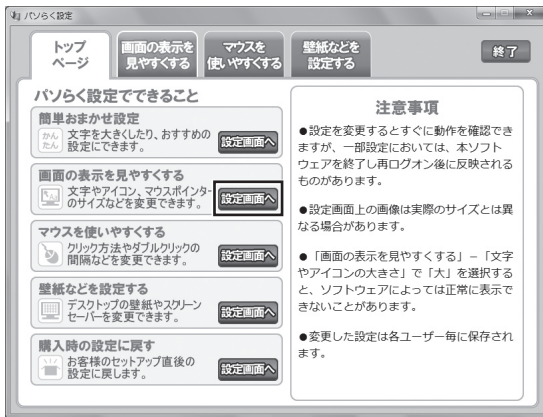 パソらく設定
トップ
ページ
画面の表示を
見やすくする
マウスを
使いやすくする
壁紙などを
設定する
終了
パソらく設定でできること
簡単おまかせ設定
かん
たん
文字を大きくしたり、おすすめの
設定にできます。
設定画面へ
画面の表示を見やすくする
文字やアイコン、マウスポインター
のサイズなどを変更できます。
設定画面へ
マウスを使いやすくする
クリック方法やダブルクリックの
間隔などを変更できます。
設定画面へ
壁紙などを設定する
デスクトップの壁紙やスクリーン
セーバーを変更できます。
設定画面へ
購入時の設定に戻す
お客様のセットアップ直後の
設定に戻します。
設定画面へ
注意事項
●設定を変更するとすぐに動作を確認でき
ますが、一部設定においては、本ソフト
ウェアを終了し再ログオン後に反映される
ものがあります。
●設定画面上の画像は実際のサイズとは異
なる場合があります。
●「画面の表示を見やすくする」－「文字
やアイコンの大きさ」で「大」を選択する
と、ソフトウェアによっては正常に表示で
きないことがあります。
●変更した設定は各ユーザー毎に保存され
ます。